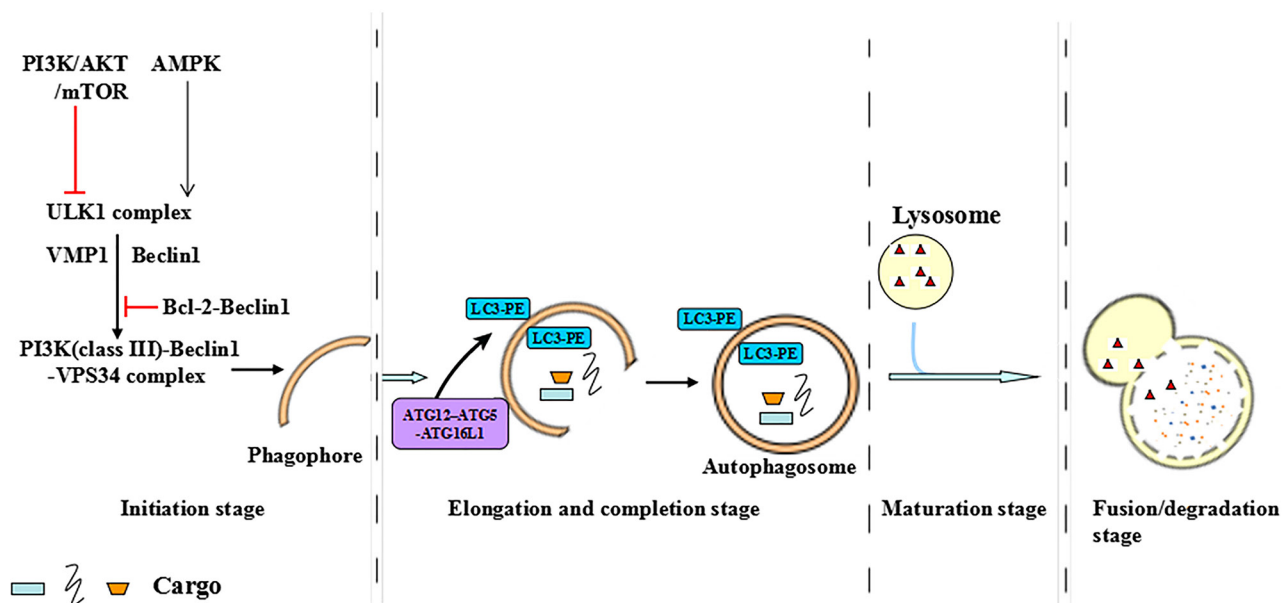 PI3K/AKT
/mTOR
AMPK
ULK1 complex
VMP1
Beclin1
Bcl-2-Beclin1
PI3K(class III)-Beclin1
-VPS34 complex
Phagophore
Initiation stage
LC3-PE
LC3-PE
ATG12–ATG5
-ATG16L1
LC3-PE
LC3-PE
Autophagosome
Elongation and completion stage
Lysosome
Maturation stage
Fusion/degradation
stage
Cargo